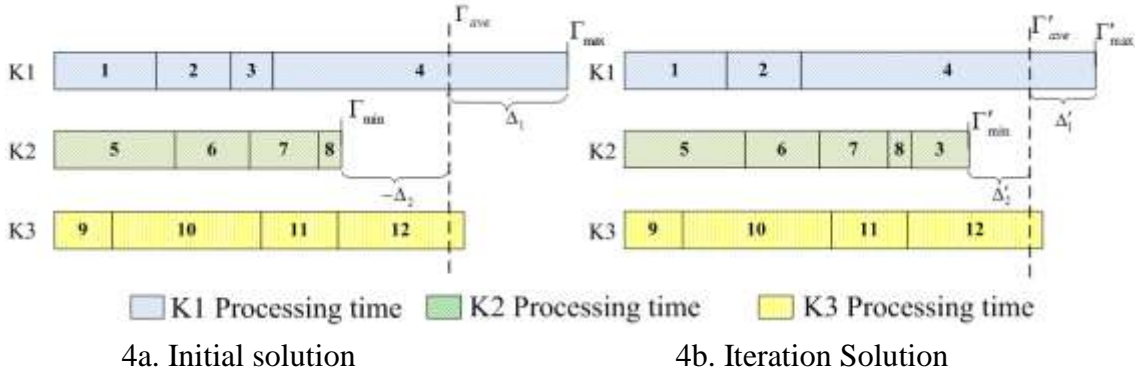 Γave
Γmax
K1 1 2 3 4
Δ1
Γmin
K2 5 6 7 8
−Δ2
K3 9 10 11 12
Γ′ave
Γ′max
K1 1 2 4
Δ′1
Γ′min
K2 5 6 7 8 3
Δ′2
K3 9 10 11 12
K1 Processing time K2 Processing time K3 Processing time
4a. Initial solution 4b. Iteration Solution